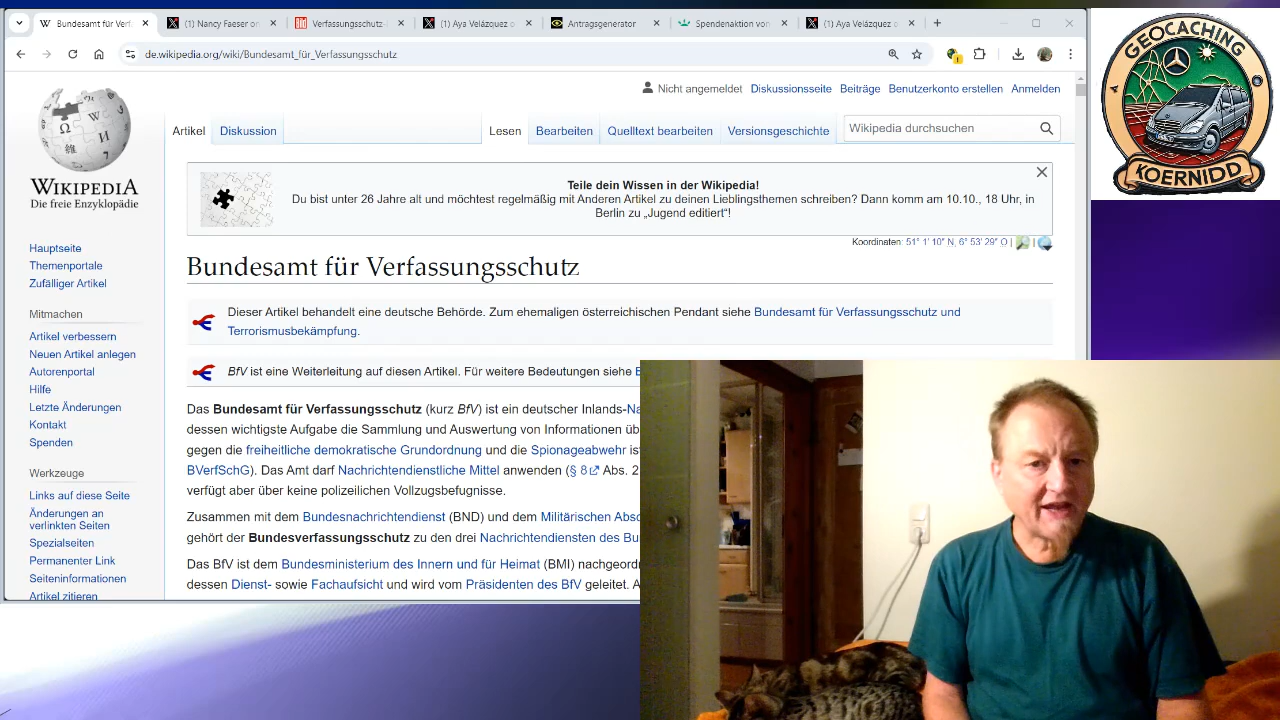 Bundesamt für Verf
(1) Nancy Faeser on
Verfassungsschutz-
(1) Aya Velázquez o
Antragsgenerator
Spendenaktion von
(1) Aya Velázquez o
de.wikipedia.org/wiki/Bundesamt_für_Verfassungsschutz
GEOCACHING
KOERNIDD
Nicht angemeldet Diskussionsseite Beiträge Benutzerkonto erstellen Anmelden
Artikel Diskussion Lesen Bearbeiten Quelltext bearbeiten Versionsgeschichte Wikipedia durchsuchen
WIKIPEDIA
Die freie Enzyklopädie
Hauptseite
Themenportale
Zufälliger Artikel
Mitmachen
Artikel verbessern
Neuen Artikel anlegen
Autorenportal
Hilfe
Letzte Änderungen
Kontakt
Spenden
Werkzeuge
Links auf diese Seite
Änderungen an
verlinkten Seiten
Spezialseiten
Permanenter Link
Seiteninformationen
Artikel zitieren
Teile dein Wissen in der Wikipedia!
Du bist unter 26 Jahre alt und möchtest regelmäßig mit Anderen Artikel zu deinen Lieblingsthemen schreiben? Dann komm am 10.10., 18 Uhr, in
Berlin zu „Jugend editiert“!
Koordinaten: 51° 1′ 10″ N, 6° 53′ 29″ O | |
Bundesamt für Verfassungsschutz
Dieser Artikel behandelt eine deutsche Behörde. Zum ehemaligen österreichischen Pendant siehe Bundesamt für Verfassungsschutz und
Terrorismusbekämpfung.
BfV ist eine Weiterleitung auf diesen Artikel. Für weitere Bedeutungen siehe
Das Bundesamt für Verfassungsschutz (kurz BfV) ist ein deutscher Inlands-Na
dessen wichtigste Aufgabe die Sammlung und Auswertung von Informationen üb
gegen die freiheitliche demokratische Grundordnung und die Spionageabwehr is
BVerfSchG). Das Amt darf Nachrichtendienstliche Mittel anwenden (§ 8 Abs. 2
verfügt aber über keine polizeilichen Vollzugsbefugnisse.
Zusammen mit dem Bundesnachrichtendienst (BND) und dem Militärischen Absc
gehört der Bundesverfassungsschutz zu den drei Nachrichtendiensten des Bu
Das BfV ist dem Bundesministerium des Innern und für Heimat (BMI) nachgeordn
dessen Dienst- sowie Fachaufsicht und wird vom Präsidenten des BfV geleitet. A